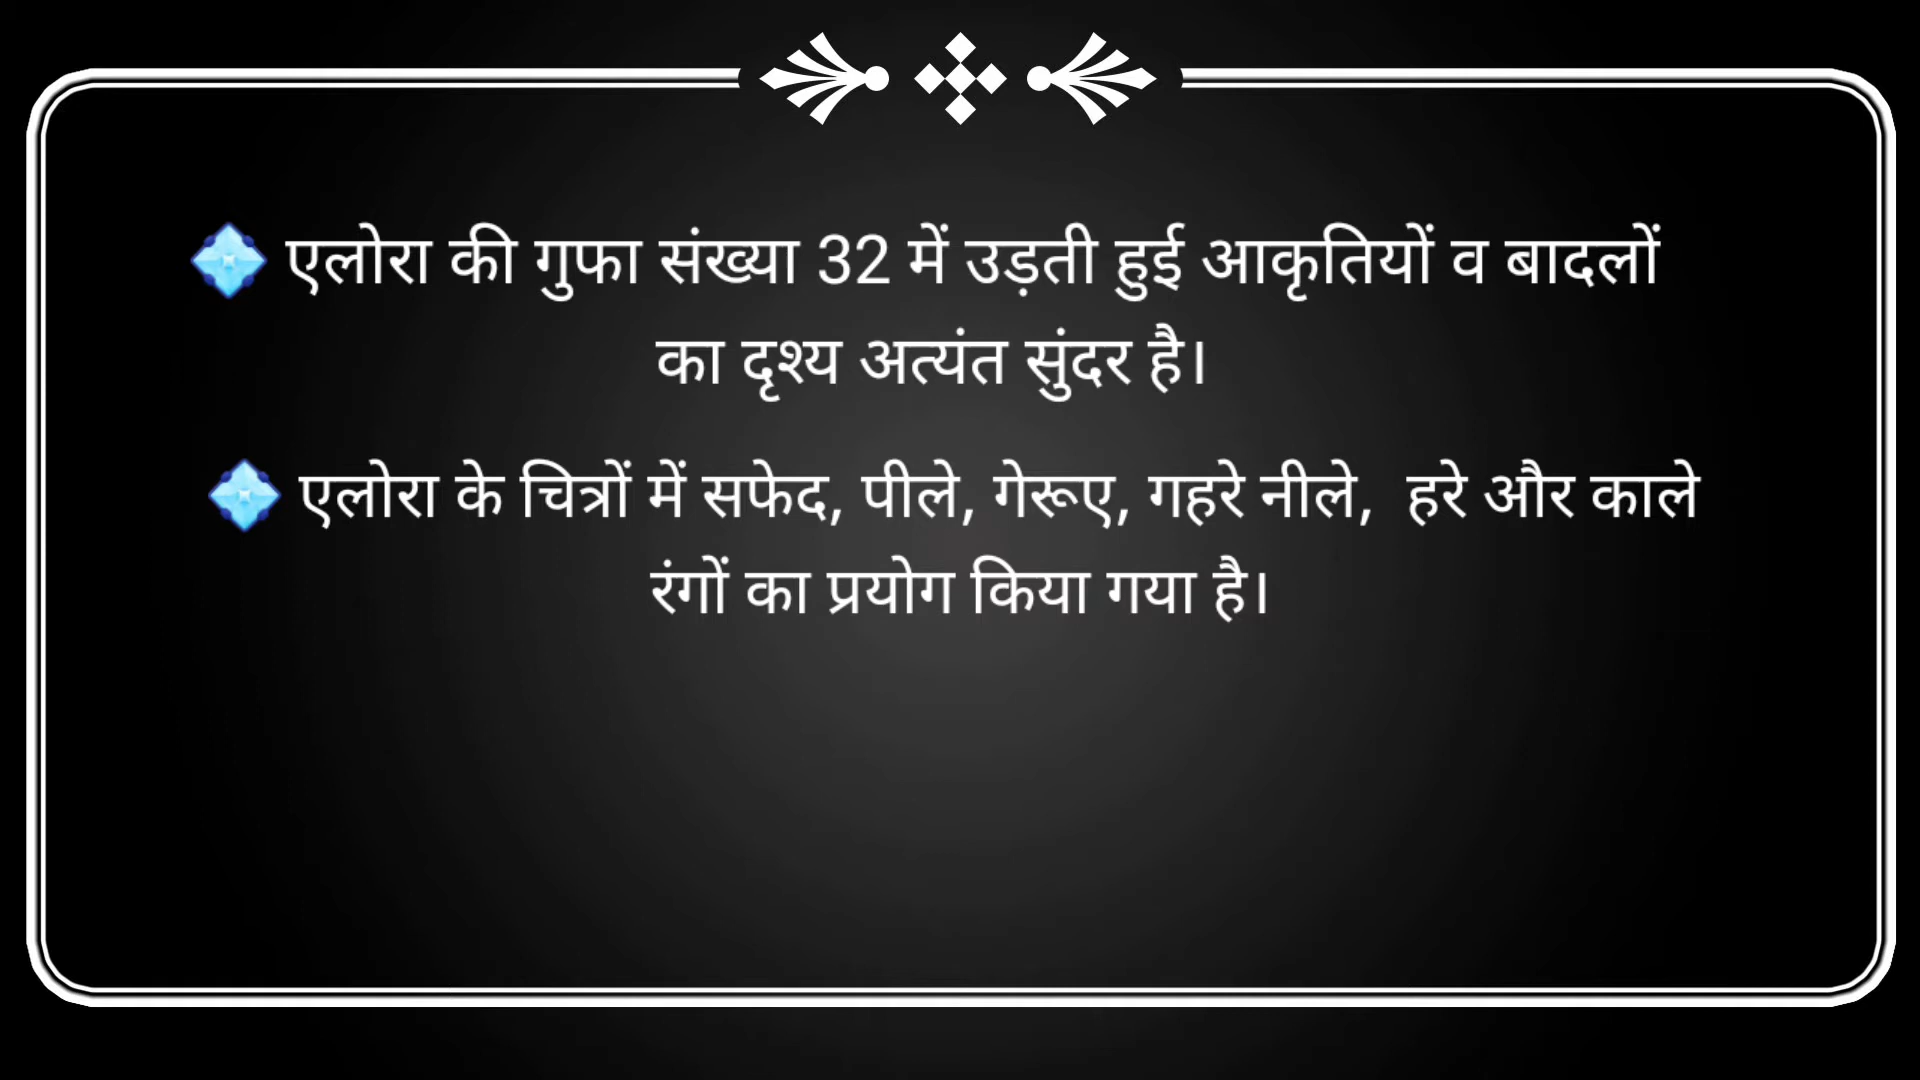 💠 एलोरा की गुफा संख्या 32 में उड़ती हुई आकृतियों व बादलों
का दृश्य अत्यंत सुंदर है।
💠 एलोरा के चित्रों में सफेद, पीले, गेरूए, गहरे नीले,  हरे और काले
रंगों का प्रयोग किया गया है।